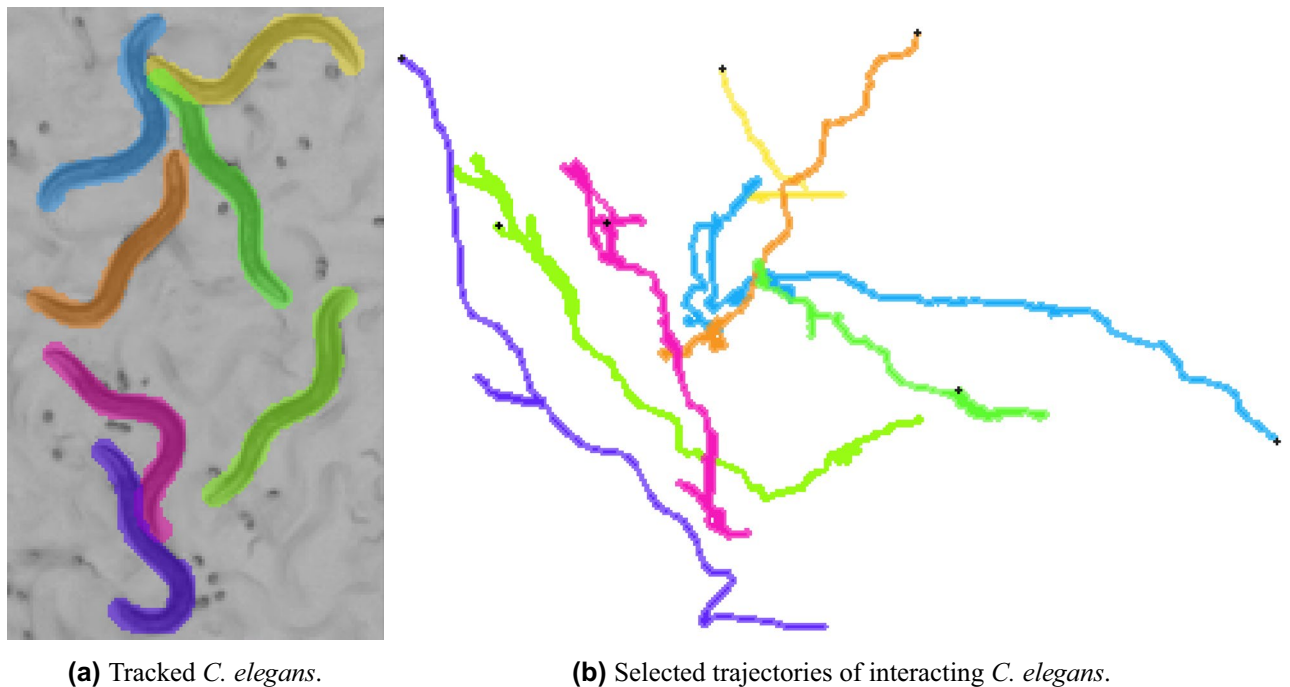 (a) Tracked C. elegans.
(b) Selected trajectories of interacting C. elegans.